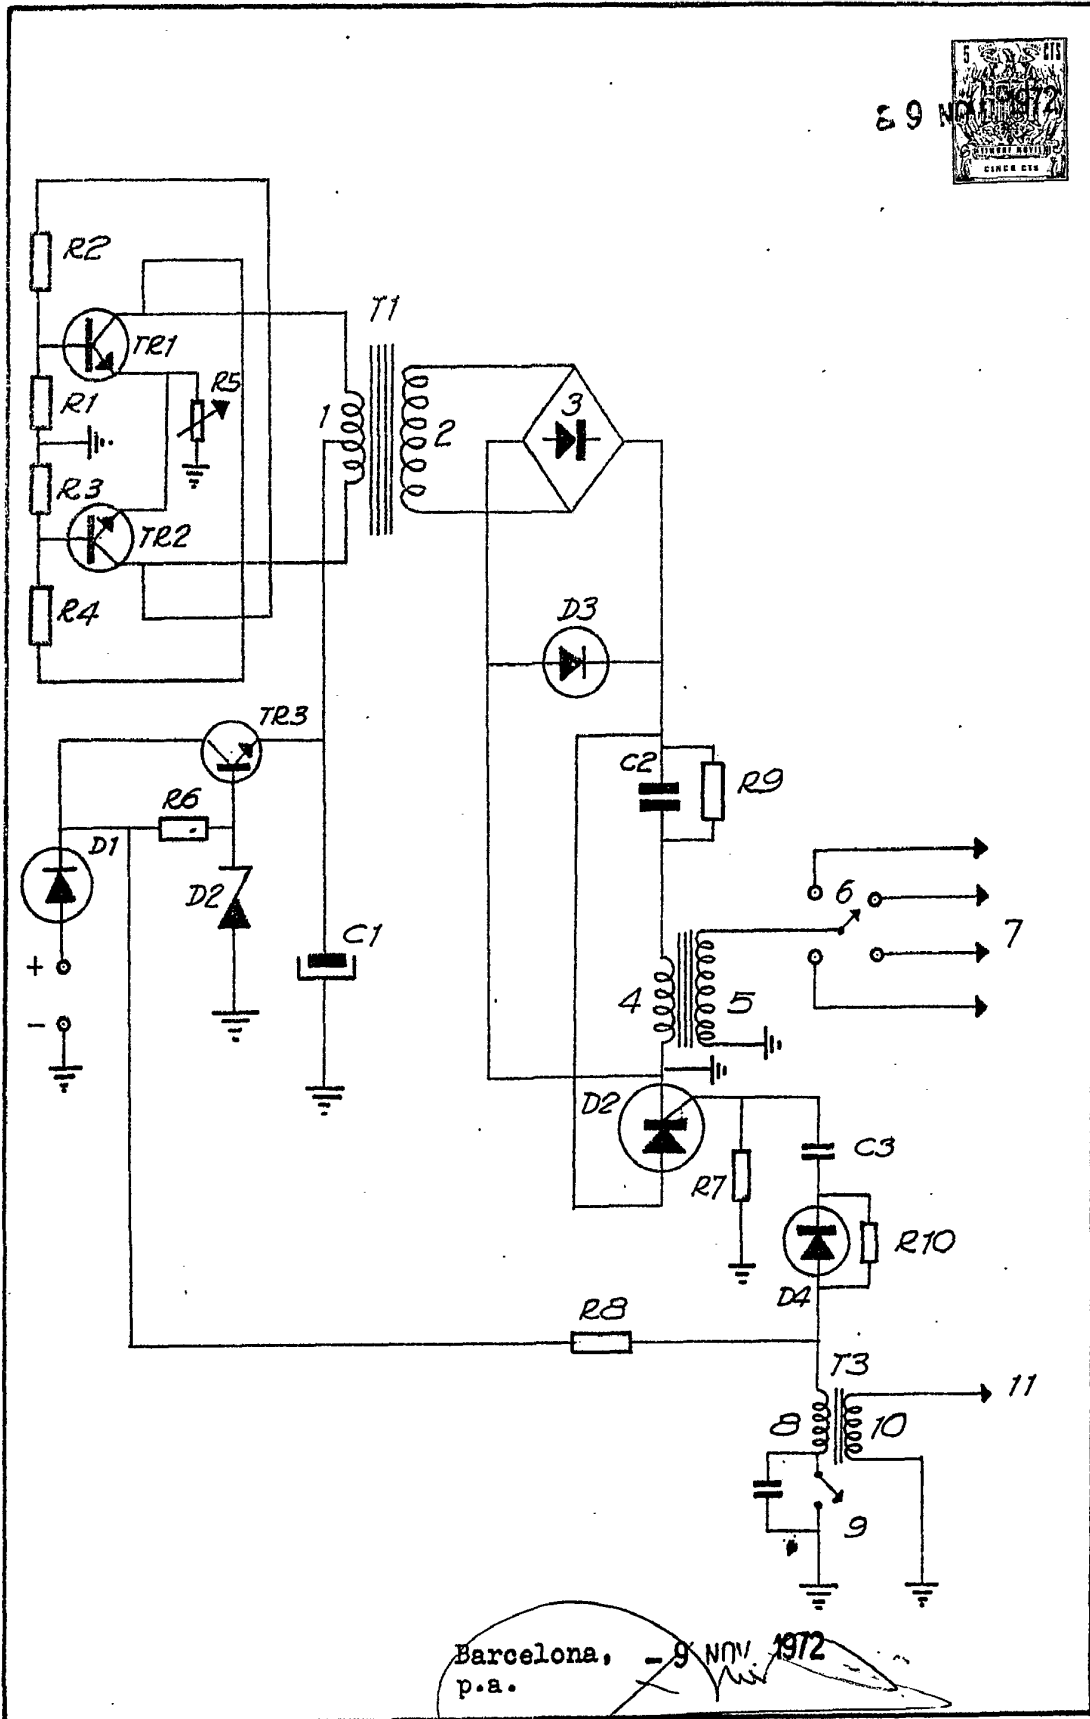 5 CTS
9 NOV 1972
CINCO CTS
R2
T1
TR1
R5
R1
1
2
3
R3
TR2
R4
D3
TR3
C2
R9
R6
D1
D2
6
C1
7
+
4
5
-
D2
C3
R7
R10
D4
R8
T3
11
8
10
9
Barcelona, - 9 NOV 1972
p.a.